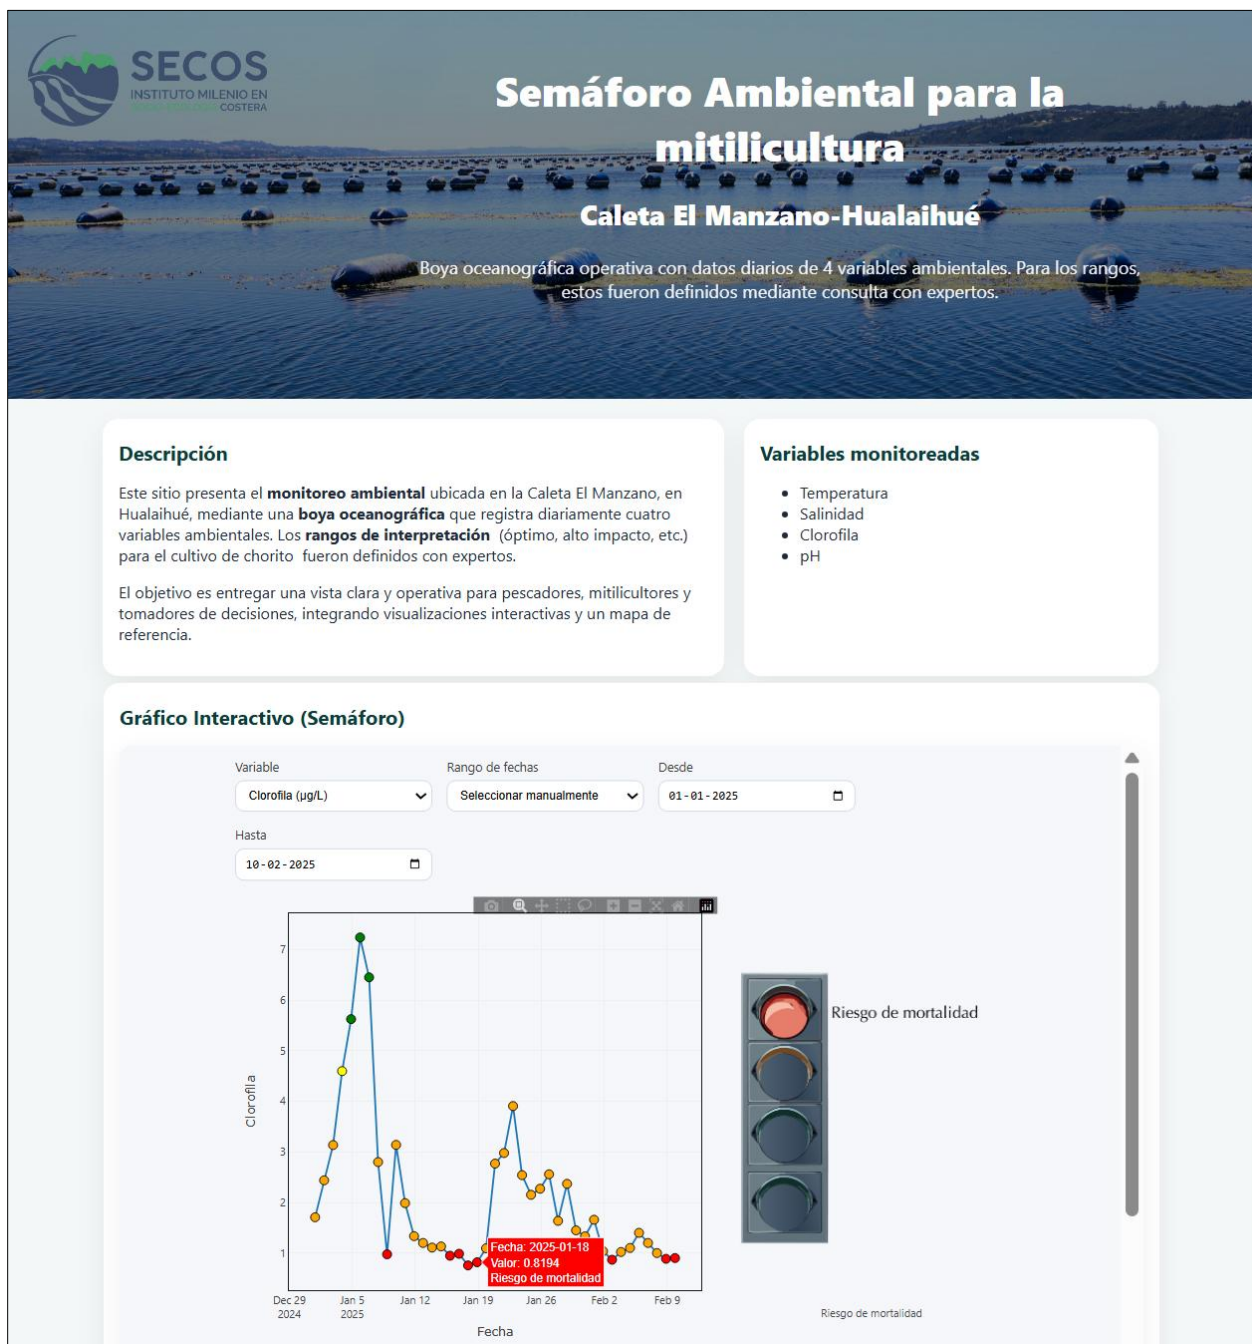 SECOS
INSTITUTO MILENIO EN
COSTERA
Semáforo Ambiental para la
mitilicultura
Caleta El Manzano-Hualaihué
Boya oceanográfica operativa con datos diarios de 4 variables ambientales. Para los rangos,
estos fueron definidos mediante consulta con expertos.
Descripción
Este sitio presenta el monitoreo ambiental ubicada en la Caleta El Manzano, en
Hualaihué, mediante una boya oceanográfica que registra diariamente cuatro
variables ambientales. Los rangos de interpretación (óptimo, alto impacto, etc.)
para el cultivo de chorito fueron definidos con expertos.
El objetivo es entregar una vista clara y operativa para pescadores, mitilicultores y
tomadores de decisiones, integrando visualizaciones interactivas y un mapa de
referencia.
Variables monitoreadas
• Temperatura
• Salinidad
• Clorofila
• pH
Gráfico Interactivo (Semáforo)
Variable
Clorofila (µg/L)
Rango de fechas
Seleccionar manualmente
Desde
01-01-2025
Hasta
10-02-2025
Clorofila
7
6
5
4
3
2
1
Fecha: 2025-01-18
Valor: 0.8194
Riesgo de mortalidad
Dec 29
2024
Jan 5
2025
Jan 12
Jan 19
Jan 26
Feb 2
Feb 9
Fecha
Riesgo de mortalidad
Riesgo de mortalidad